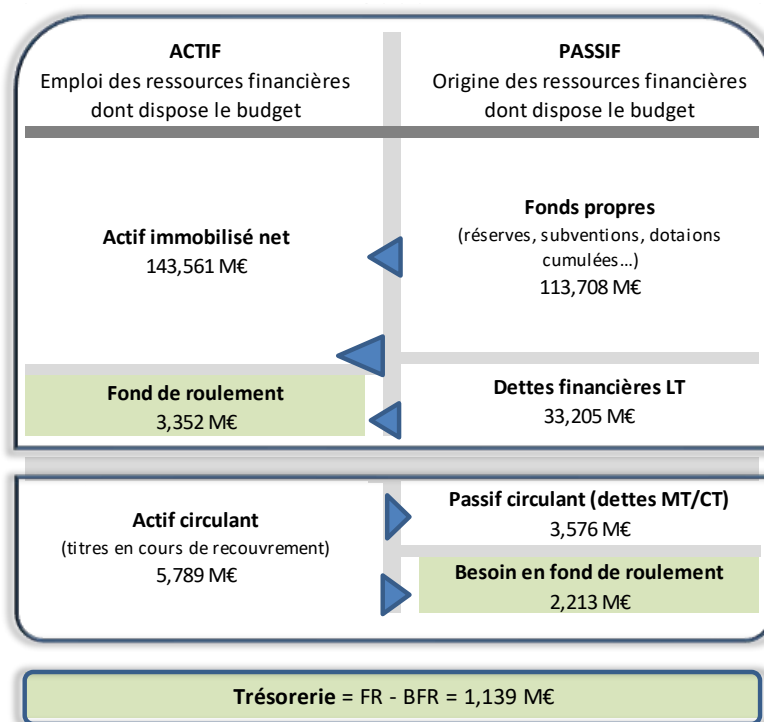 ACTIF
Emploi des ressources financières
dont dispose le budget
PASSIF
Origine des ressources financières
dont dispose le budget
Actif immobilisé net
143,561 M€
Fonds propres
(réserves, subventions, dotaions
cumulées...)
113,708 M€
Fond de roulement
3,352 M€
Dettes financières LT
33,205 M€
Actif circulant
(titres en cours de recouvrement)
5,789 M€
Passif circulant (dettes MT/CT)
3,576 M€
Besoin en fond de roulement
2,213 M€
Trésorerie = FR - BFR = 1,139 M€